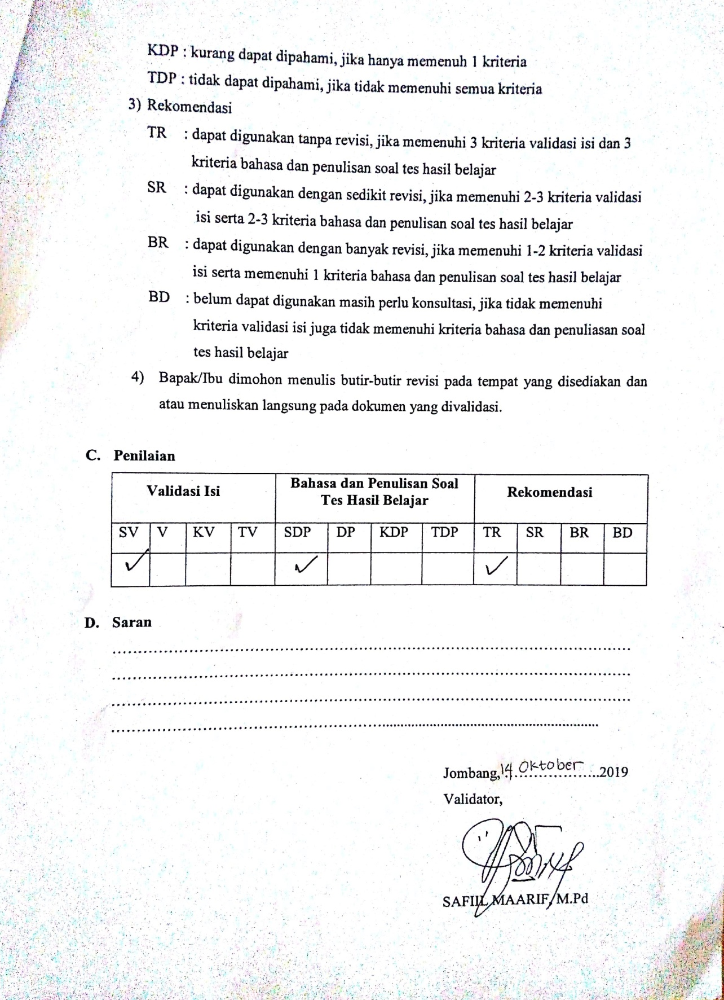 KDP : kurang dapat dipahami, jika hanya memenuh 1 kriteria
TDP : tidak dapat dipahami, jika tidak memenuhi semua kriteria
3) Rekomendasi
TR : dapat digunakan tanpa revisi, jika memenuhi 3 kriteria validasi isi dan 3
kriteria bahasa dan penulisan soal tes hasil belajar
SR : dapat digunakan dengan sedikit revisi, jika memenuhi 2-3 kriteria validasi
isi serta 2-3 kriteria bahasa dan penulisan soal tes hasil belajar
BR : dapat digunakan dengan banyak revisi, jika memenuhi 1-2 kriteria validasi
isi serta memenuhi 1 kriteria bahasa dan penulisan soal tes hasil belajar
BD : belum dapat digunakan masih perlu konsultasi, jika tidak memenuhi
kriteria validasi isi juga tidak memenuhi kriteria bahasa dan penuliasan soal
tes hasil belajar
4) Bapak/Ibu dimohon menulis butir-butir revisi pada tempat yang disediakan dan
atau menuliskan langsung pada dokumen yang divalidasi.
C. Penilaian
Validasi Isi
Bahasa dan Penulisan Soal
Tes Hasil Belajar
Rekomendasi
SV V KV TV SDP DP KDP TDP TR SR BR BD
✓ ✓ ✓
D. Saran
Jombang, 14 Oktober 2019
Validator,
SAFIIL MAARIF, M.Pd